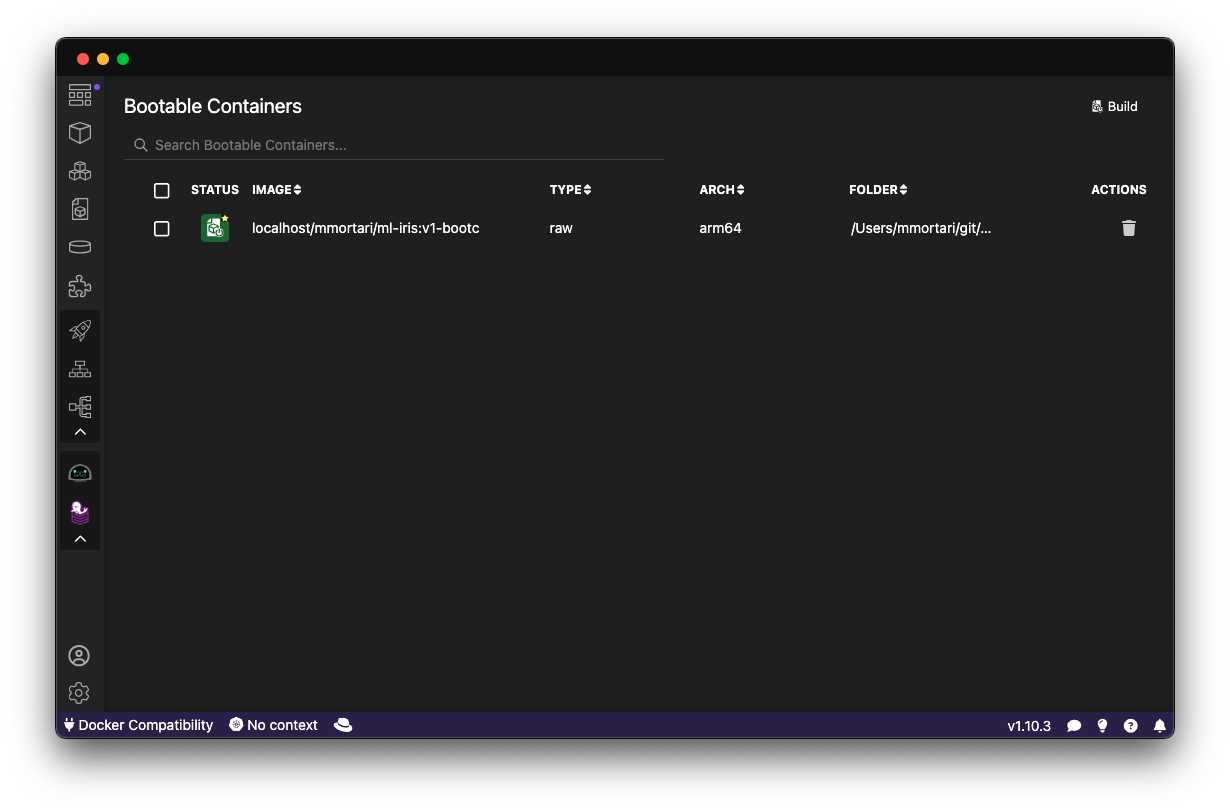 Bootable Containers
Build
Search Bootable Containers...
STATUS IMAGE TYPE ARCH FOLDER ACTIONS
localhost/mmortari/ml-iris:v1-bootc raw arm64 /Users/mmortari/git/...
Docker Compatibility No context v1.10.3